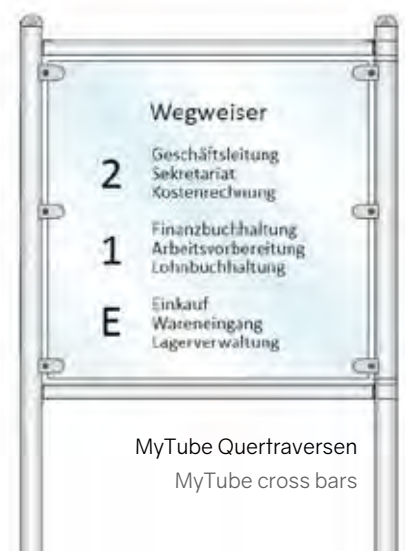 Wegweiser
2
Geschäftsleitung
Sekretariat
Kostenrechnung
1
Finanzbuchhaltung
Arbeitsvorbereitung
Lohnbuchhaltung
E
Einkauf
Wareneingang
Lagerverwaltung
MyTube Quertraversen
MyTube cross bars